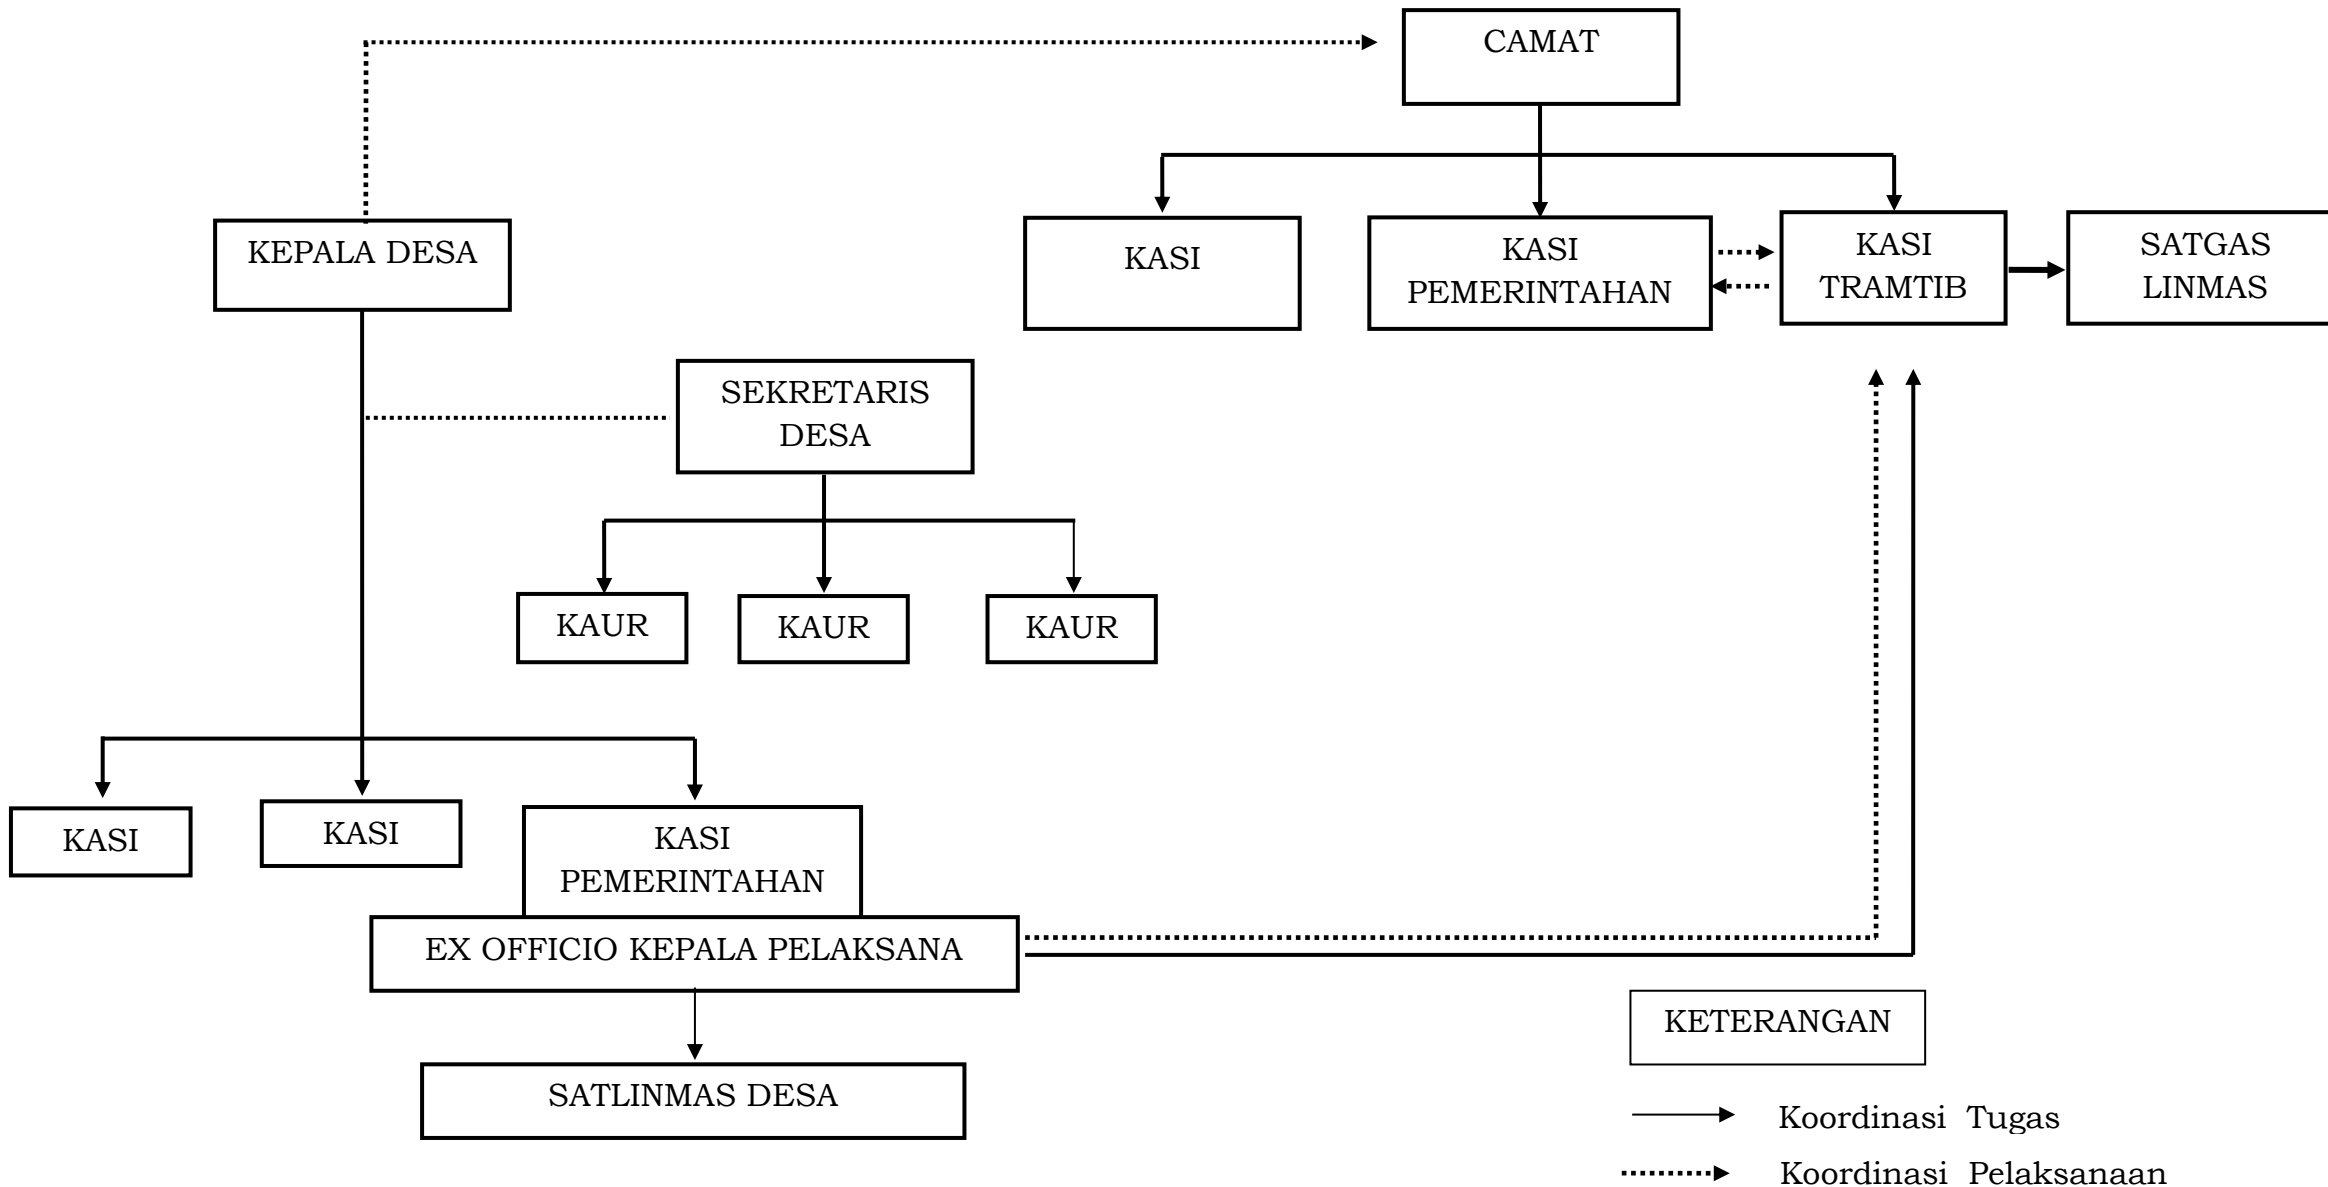 CAMAT
KEPALA DESA
KASI
KASI
PEMERINTAHAN
KASI
TRAMTIB
SATGAS
LINMAS
SEKRETARIS
DESA
KAUR
KAUR
KAUR
KASI
KASI
KASI
PEMERINTAHAN
EX OFFICIO KEPALA PELAKSANA
SATLINMAS DESA
KETERANGAN
Koordinasi Tugas
Koordinasi Pelaksanaan